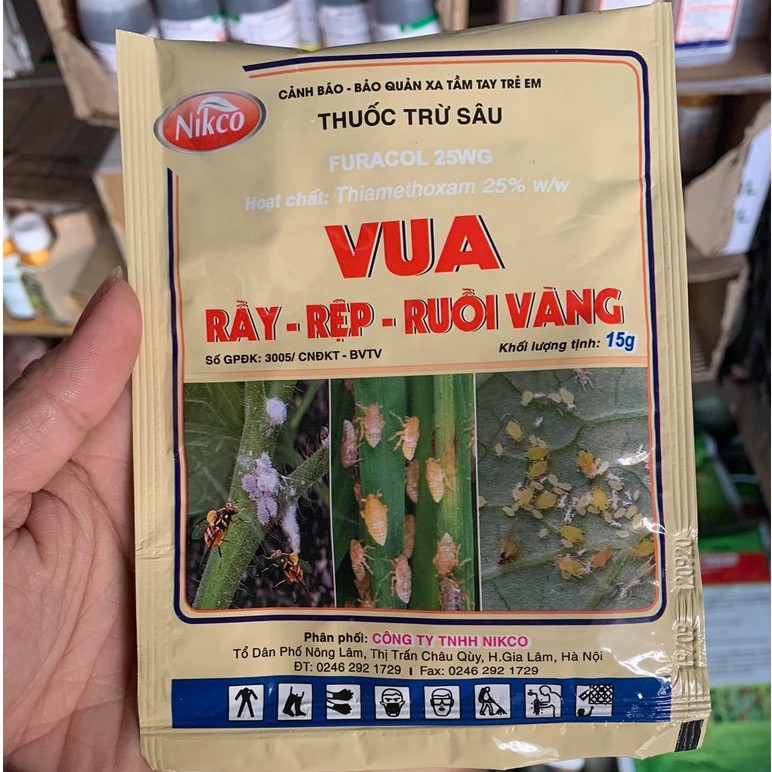 CẢNH BÁO - BẢO QUẢN XA TẦM TAY TRẺ EM
Nikco
THUỐC TRỪ SÂU
FURACOL 25WG
Hoạt chất: Thiamethoxam 25% w/w
VUA
RẦY - RỆP - RUỒI VÀNG
Số GPĐK: 3005/ CNĐKT - BVTV
Khối lượng tịnh: 15g
Phân phối: CÔNG TY TNHH NIKCO
Tổ Dân Phố Nông Lâm, Thị Trấn Châu Qùy, H.Gia Lâm, Hà Nội
ĐT: 0246 292 1729 I Fax: 0246 292 1729